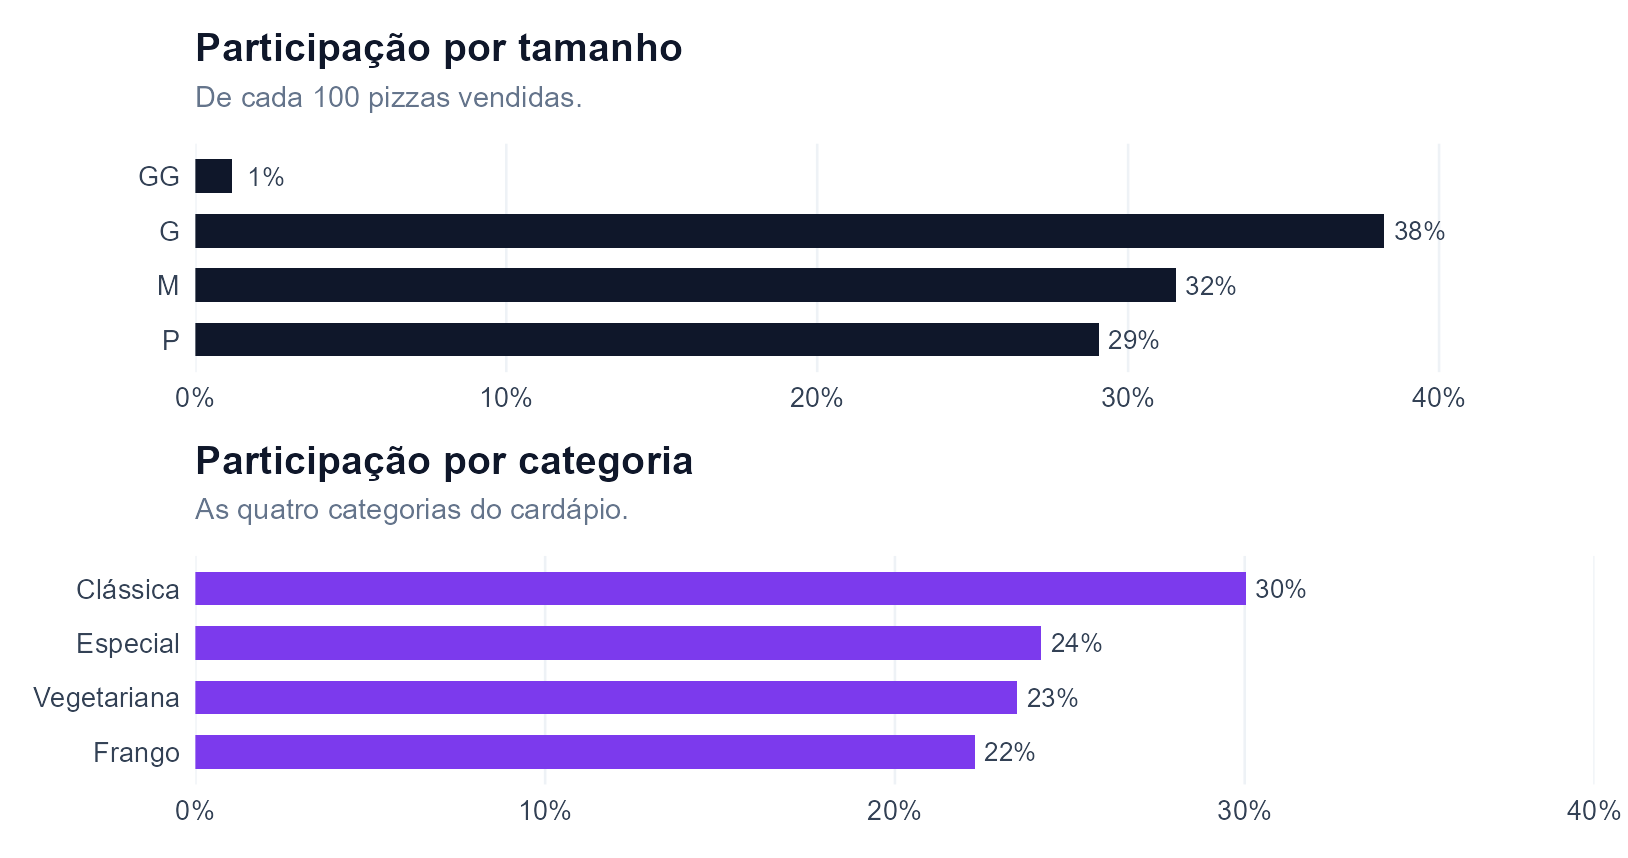 Participação por tamanho
De cada 100 pizzas vendidas.
GG 1%
G 38%
M 32%
P 29%
0% 10% 20% 30% 40%
Participação por categoria
As quatro categorias do cardápio.
Clássica 30%
Especial 24%
Vegetariana 23%
Frango 22%
0% 10% 20% 30% 40%